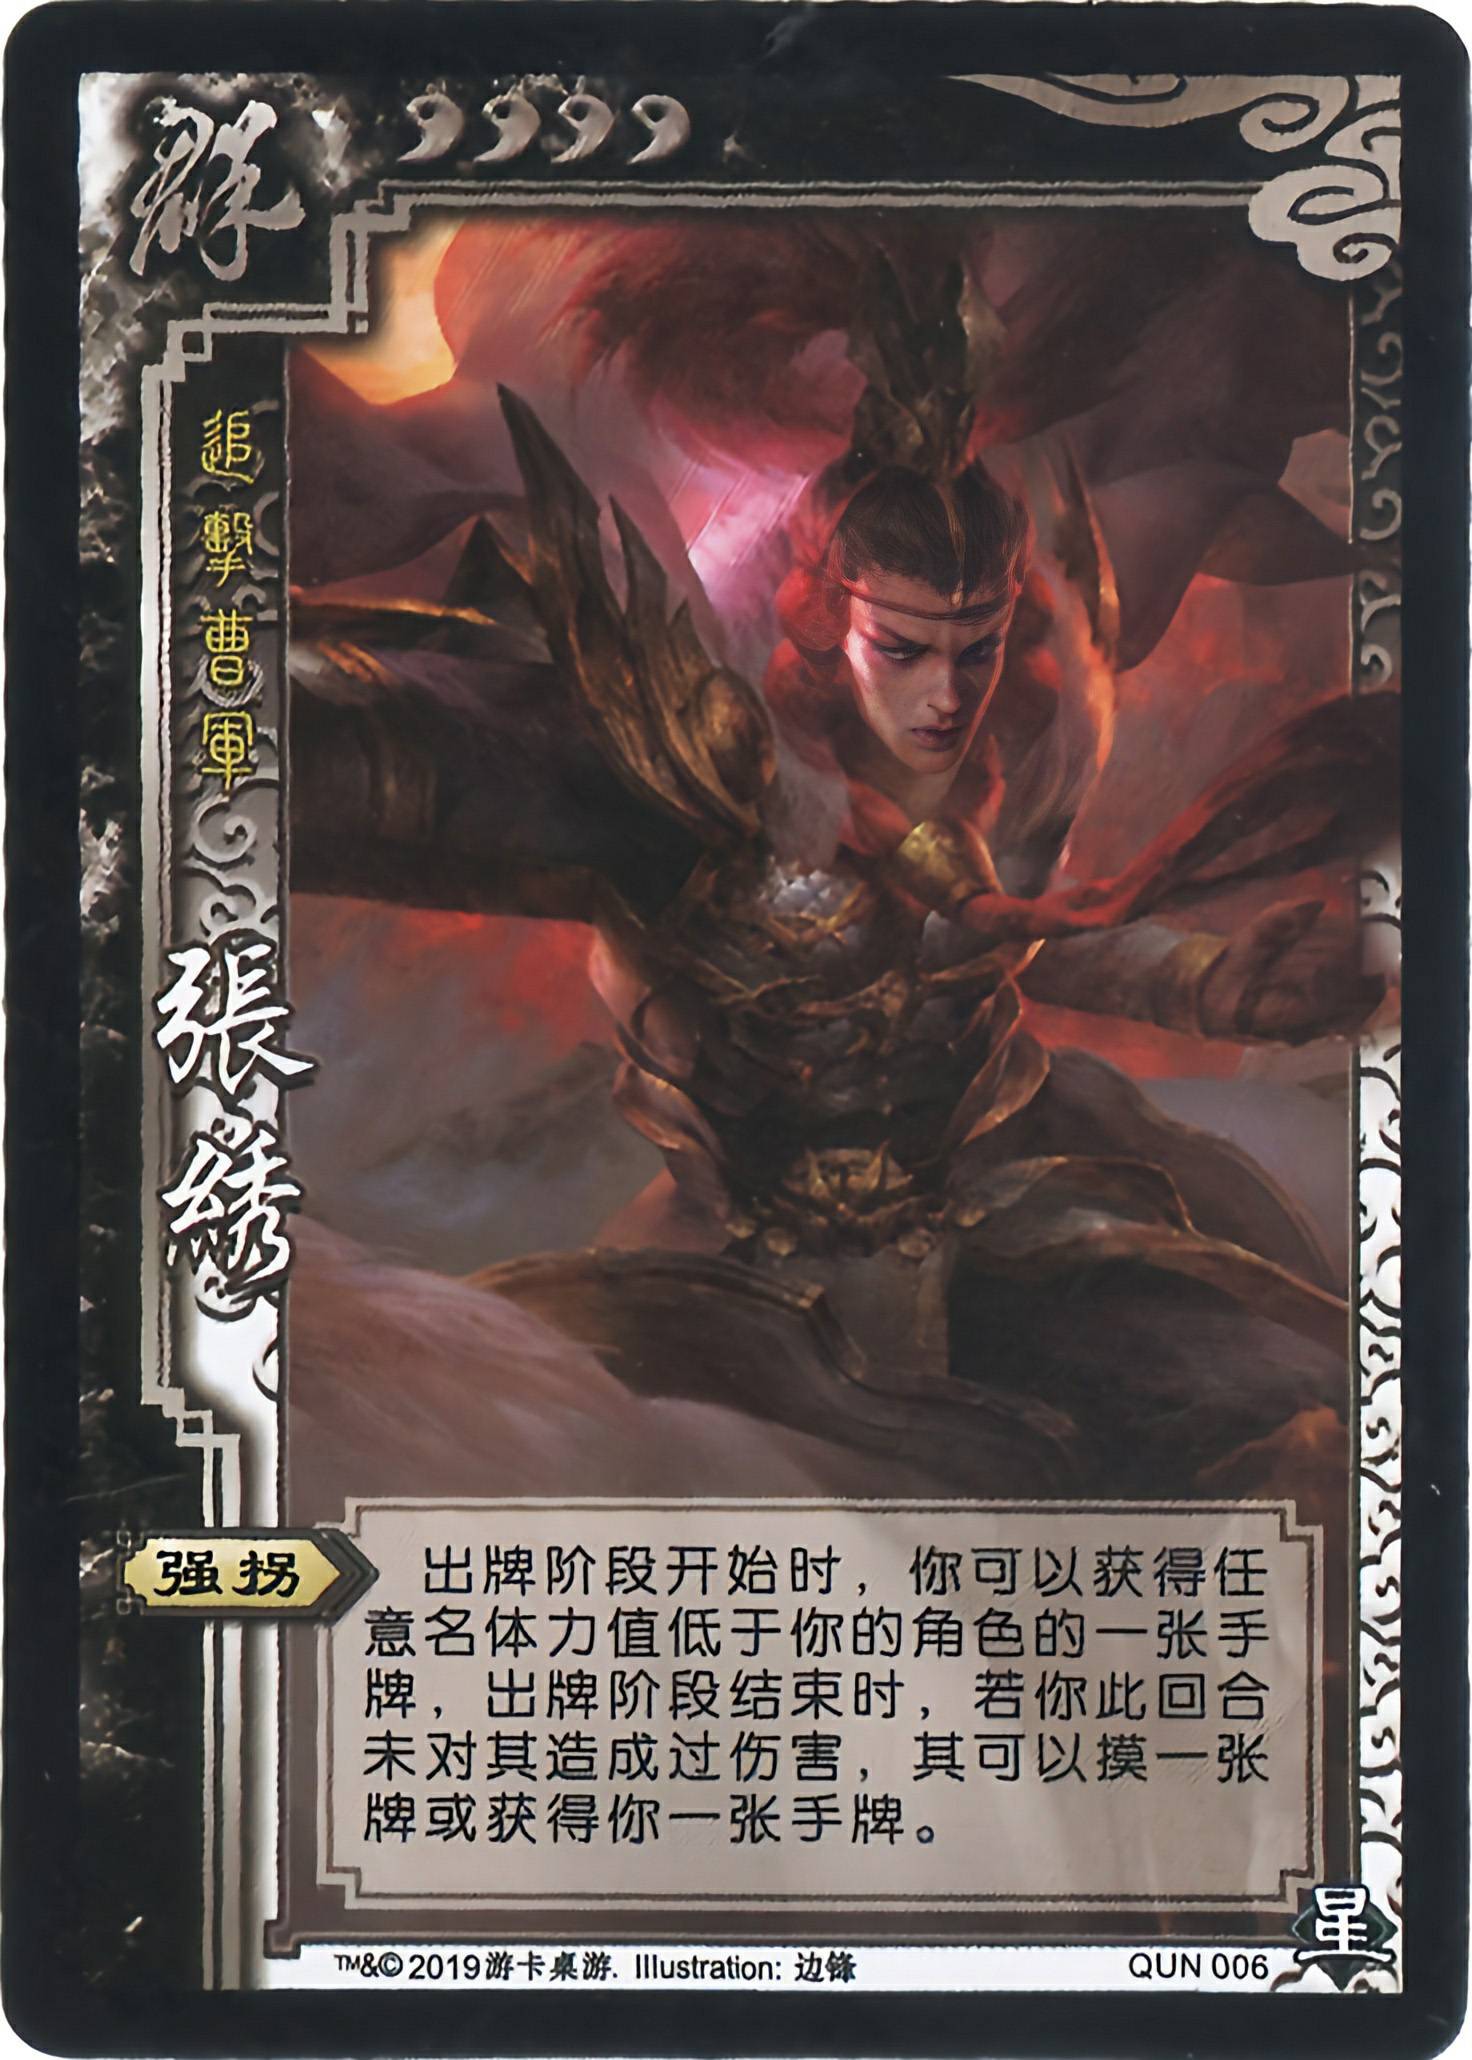 群
追擊曹軍
張繡
强拐
出牌阶段开始时，你可以获得任
意名体力值低于你的角色的一张手
牌，出牌阶段结束时，若你此回合
未对其造成过伤害，其可以摸一张
牌或获得你一张手牌。
星
™&© 2019游卡桌游. Illustration: 边锋
QUN 006